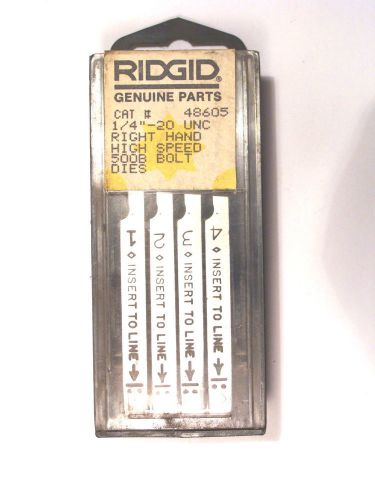 RIDGID®
GENUINE PARTS
CAT # 48605
1/4"-20 UNC
RIGHT HAND
HIGH SPEED
500B BOLT
DIES
1 ◊ INSERT TO LINE →
2 ◊ INSERT TO LINE →
3 ◊ INSERT TO LINE →
4 ◊ INSERT TO LINE →